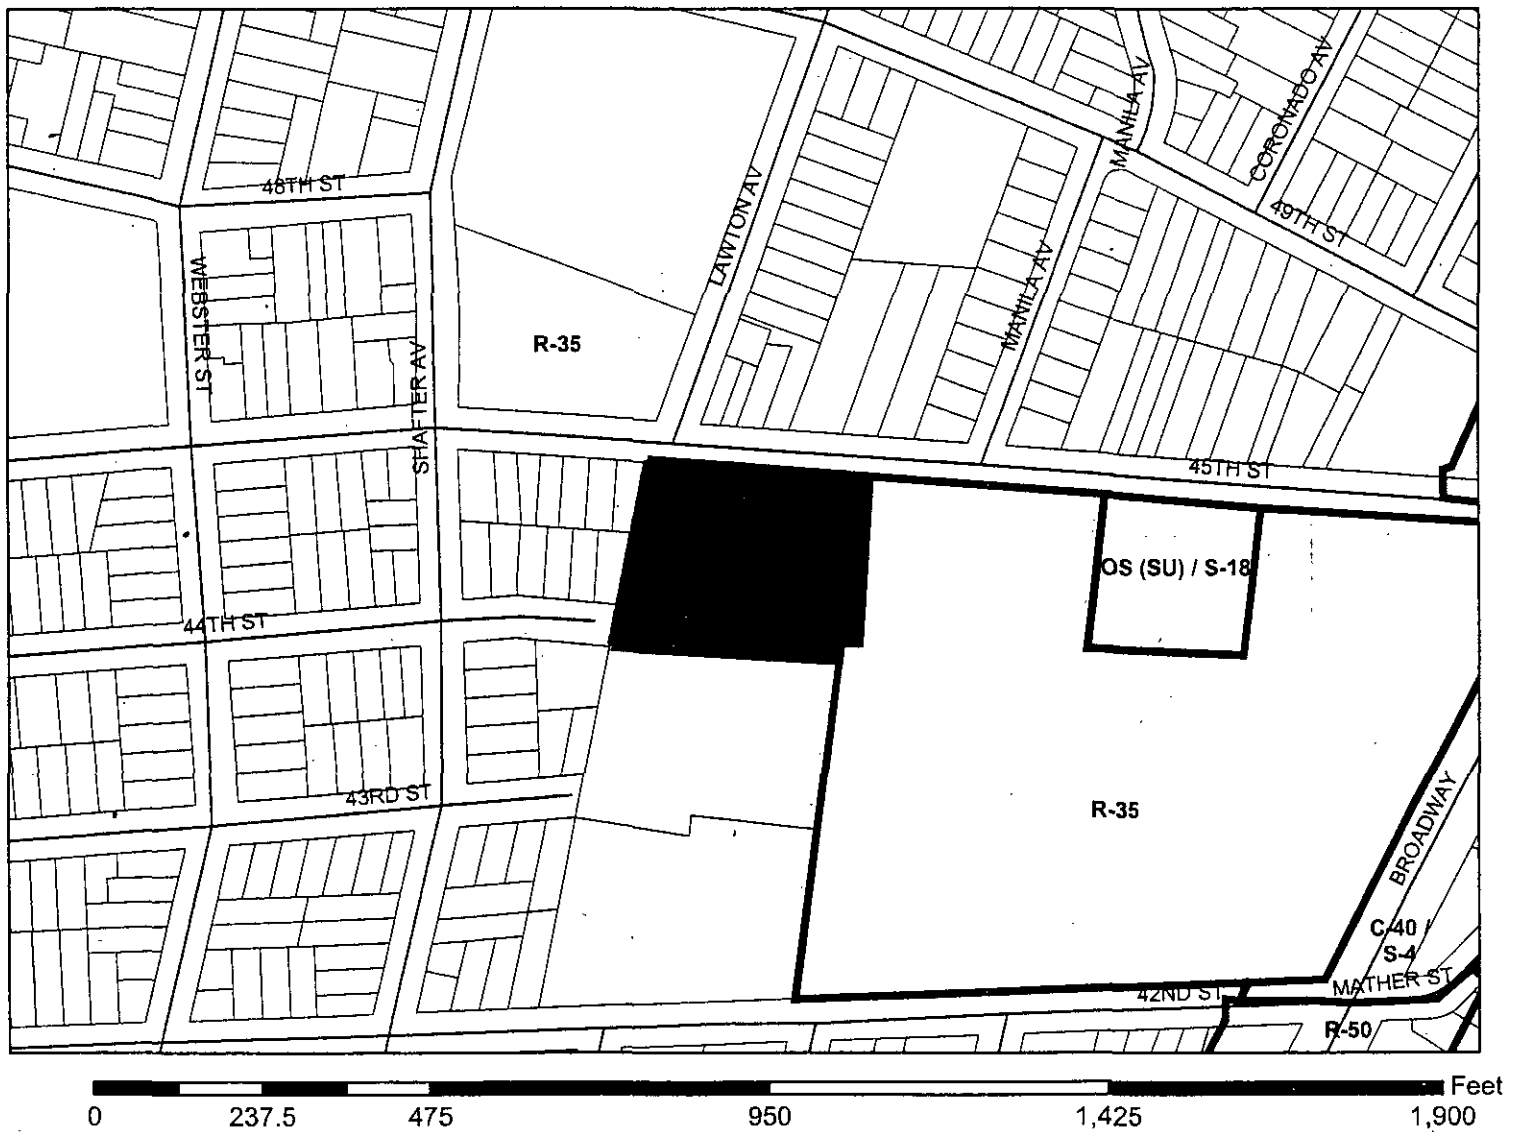 MANILA AV
CORONADO AV
48TH ST
LAWTON AV
49TH ST
WEBSTER ST
MANILA AV
R-35
SHAFTER AV
45TH ST
OS (SU) / S-18
44TH ST
43RD ST
R-35
BROADWAY
C-40 /
S-4
MATHER ST
42ND ST
R-50
Feet
0 237.5 475 950 1,425 1,900